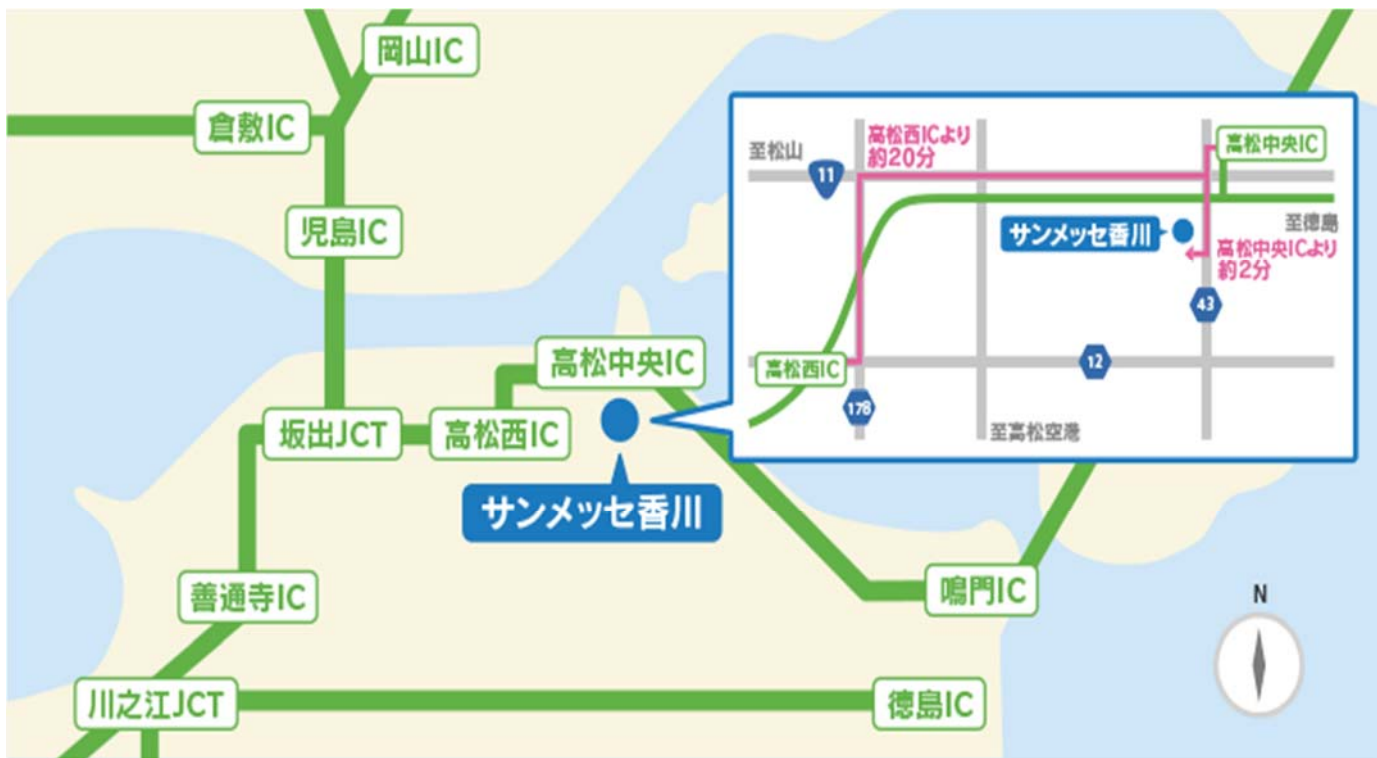 岡山IC
倉敷IC
児島IC
高松中央IC
坂出JCT
高松西IC
サンメッセ香川
善通寺IC
鳴門IC
川之江JCT
徳島IC
N
高松西ICより
約20分
至松山
11
高松中央IC
サンメッセ香川
至徳島
高松中央ICより
約2分
43
12
高松西IC
178
至高松空港